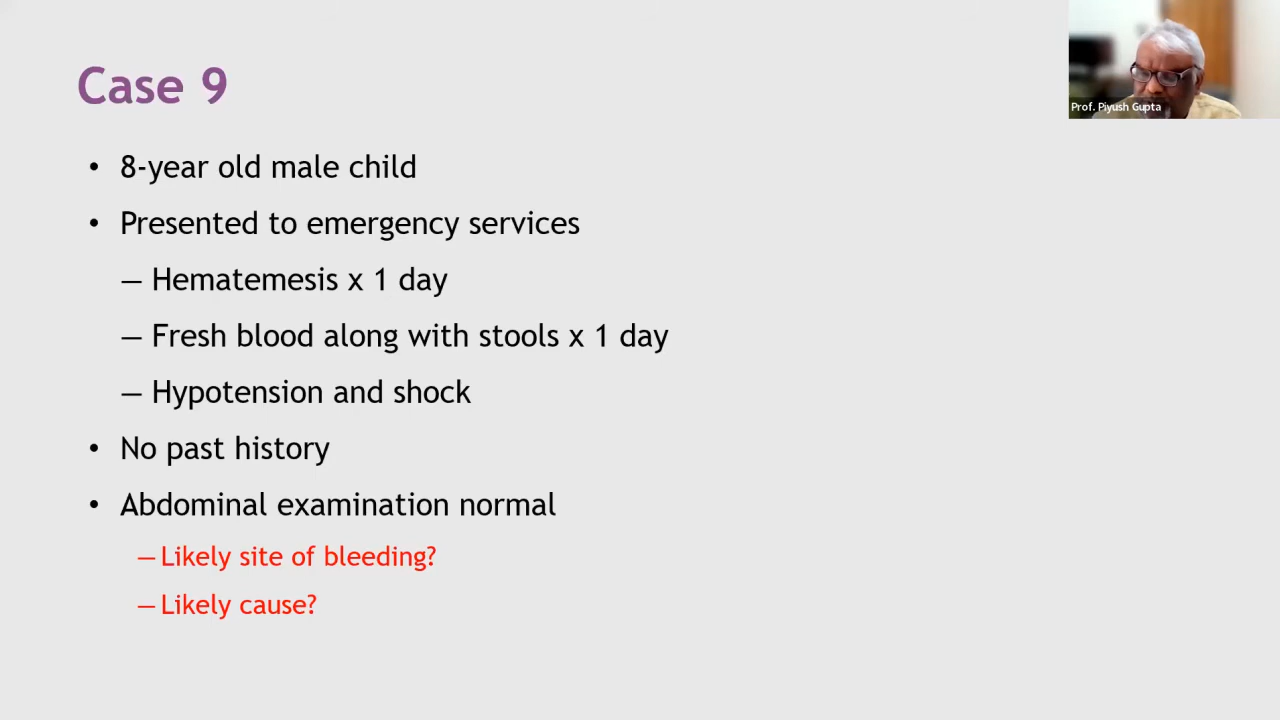 Case 9
Prof. Piyush Gupta
• 8-year old male child
• Presented to emergency services
— Hematemesis x 1 day
— Fresh blood along with stools x 1 day
— Hypotension and shock
• No past history
• Abdominal examination normal
— Likely site of bleeding?
— Likely cause?